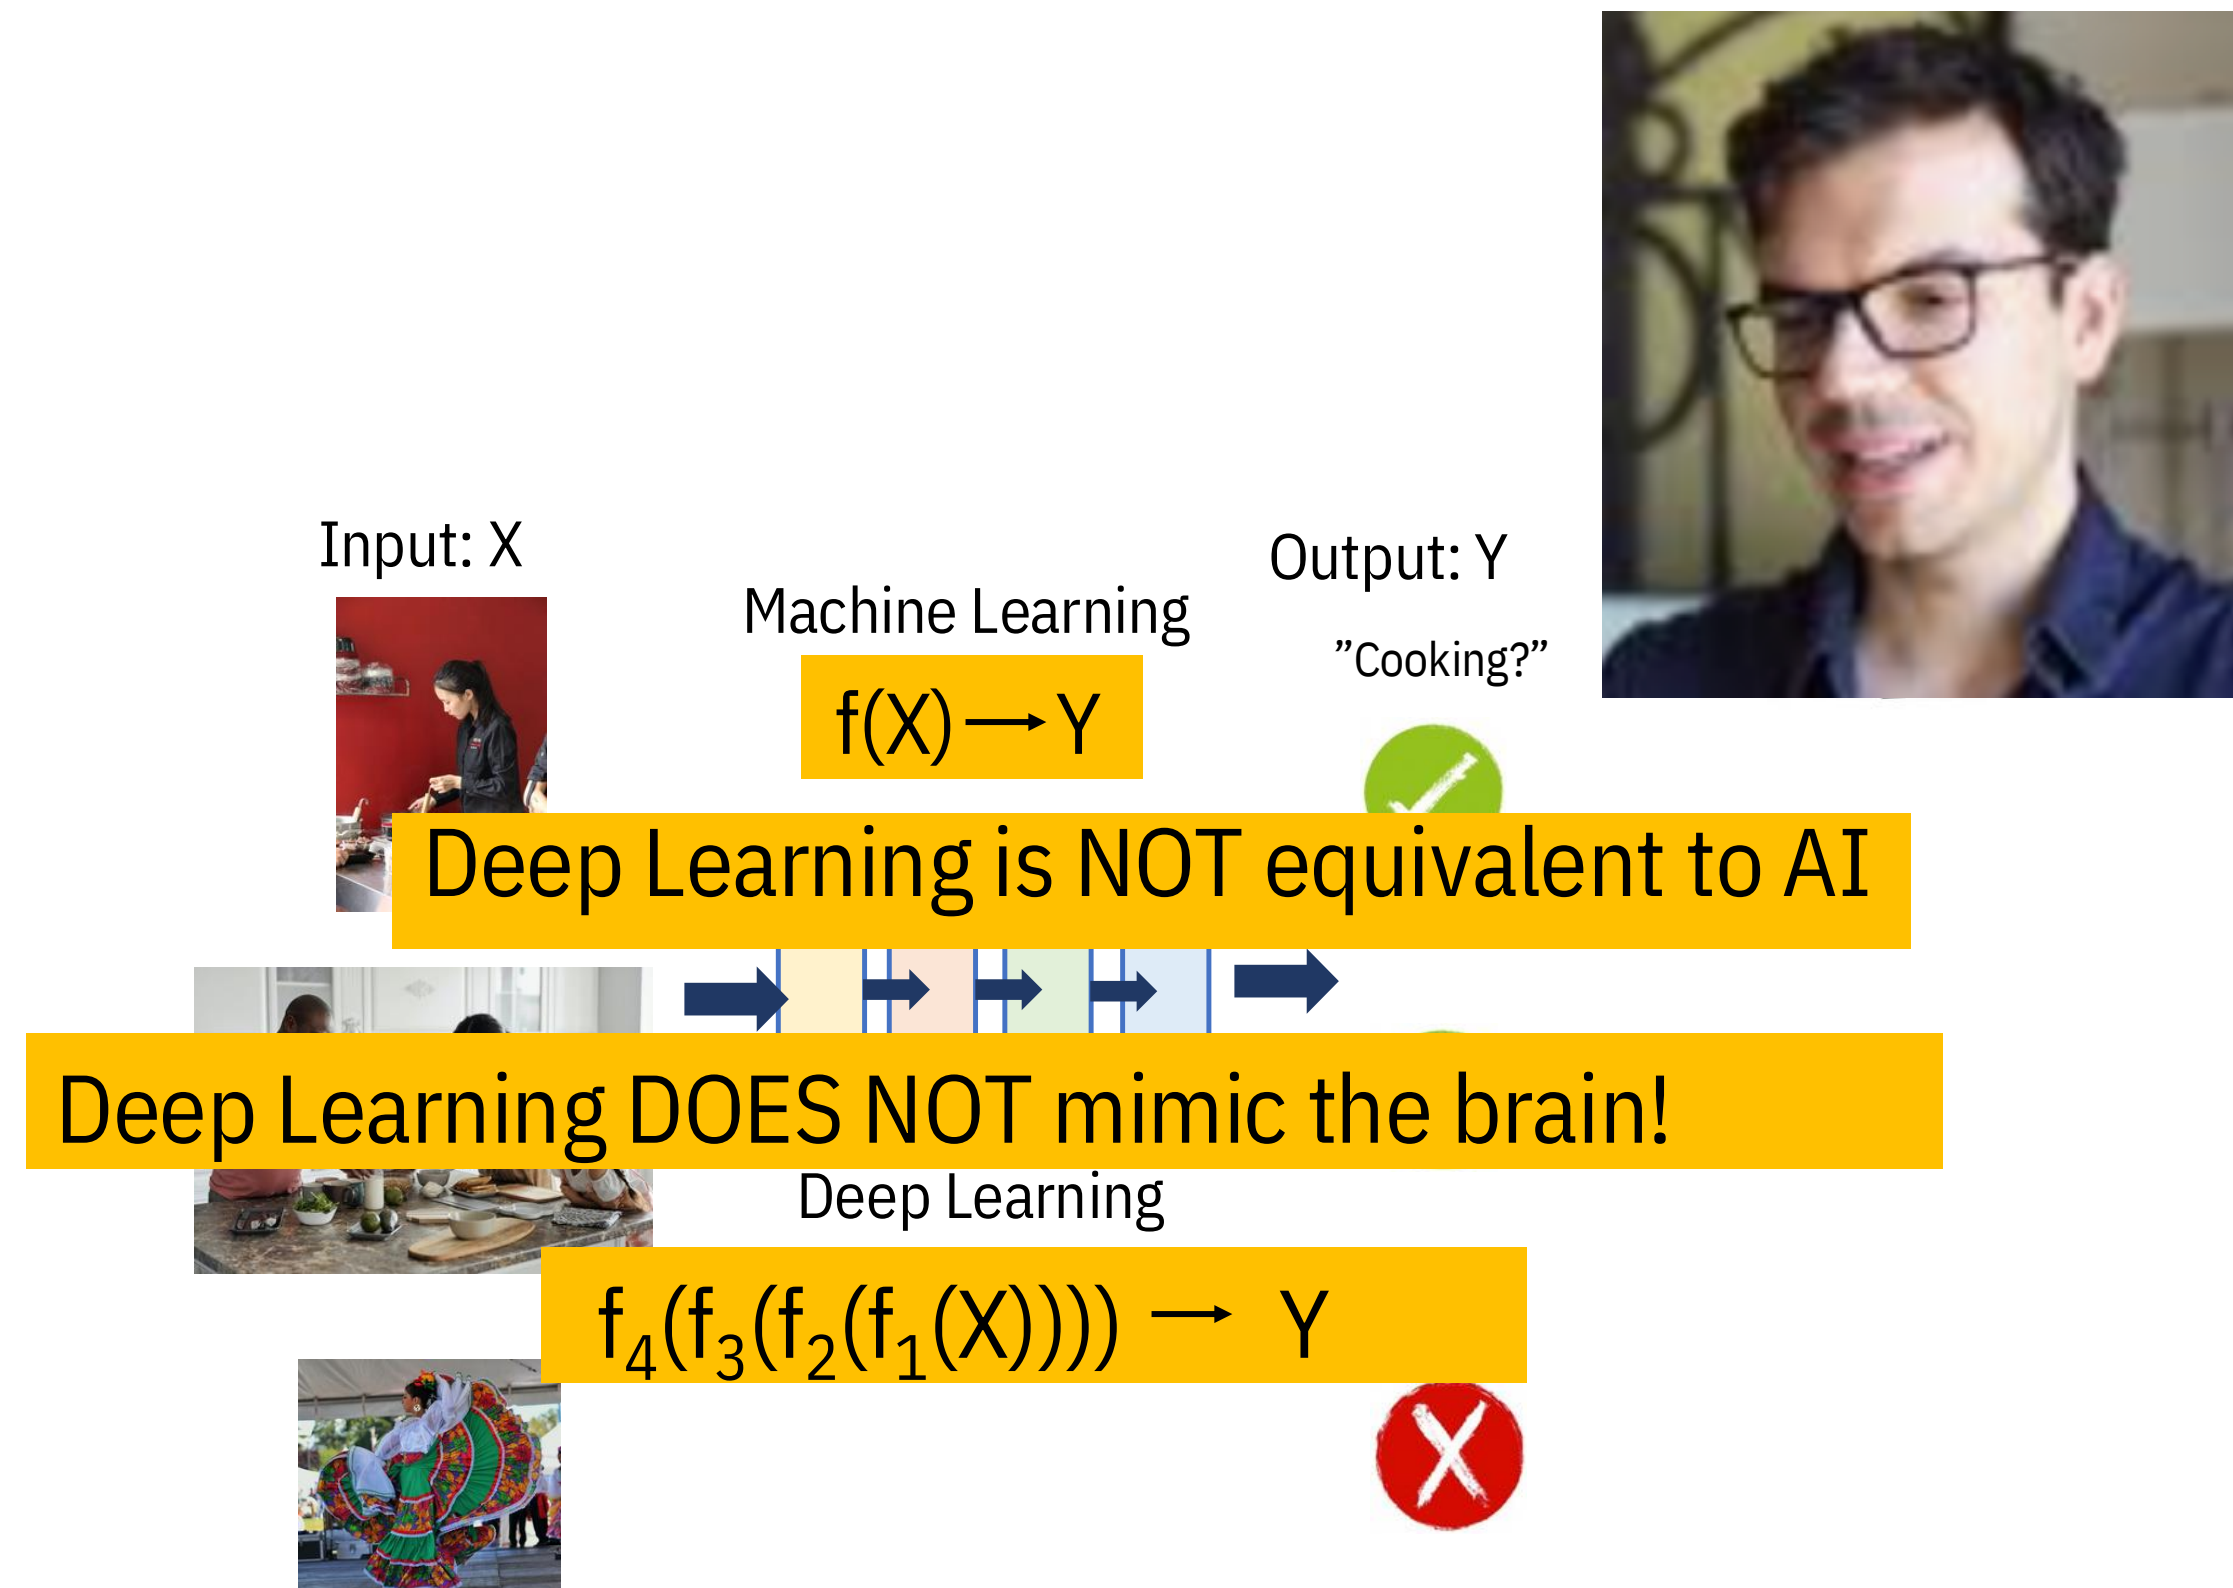 Input: X
Output: Y
Machine Learning
”Cooking?”
f(X) → Y
Deep Learning is NOT equivalent to AI
Deep Learning DOES NOT mimic the brain!
Deep Learning
f₄(f₃(f₂(f₁(X)))) → Y